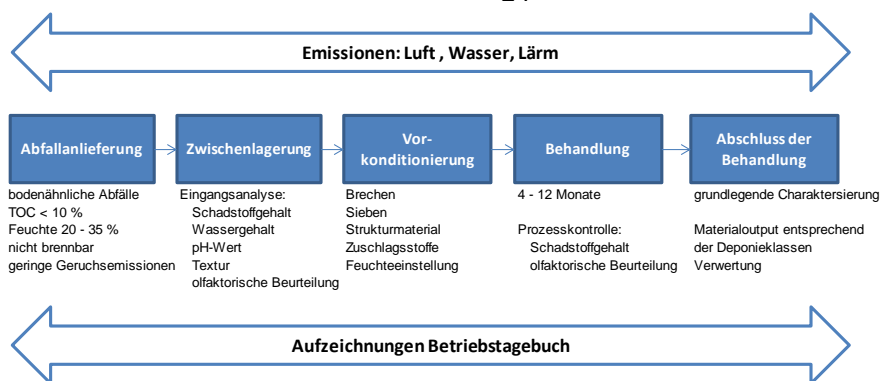 Emissionen: Luft , Wasser, Lärm
Abfallanlieferung
Zwischenlagerung
Vor-
konditionierung
Behandlung
Abschluss der
Behandlung
bodenähnliche Abfälle
TOC < 10 %
Feuchte 20 - 35 %
nicht brennbar
geringe Geruchsemissionen
Eingangsanalyse:
Schadstoffgehalt
Wassergehalt
pH-Wert
Textur
olfaktorische Beurteilung
Brechen
Sieben
Strukturmaterial
Zuschlagsstoffe
Feuchteeinstellung
4 - 12 Monate
Prozesskontrolle:
Schadstoffgehalt
olfaktorische Beurteilung
grundlegende Charaktersierung
Materialoutput entsprechend
der Deponieklassen
Verwertung
Aufzeichnungen Betriebstagebuch